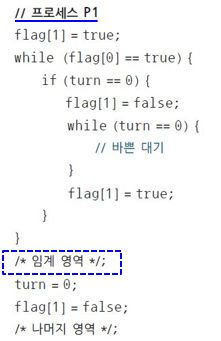 // 프로세스 P1
flag[1] = true;
while (flag[0] == true) {
if (turn == 0) {
flag[1] = false;
while (turn == 0) {
// 바쁜 대기
}
flag[1] = true;
}
}
/* 임계 영역 */;
turn = 0;
flag[1] = false;
/* 나머지 영역 */;